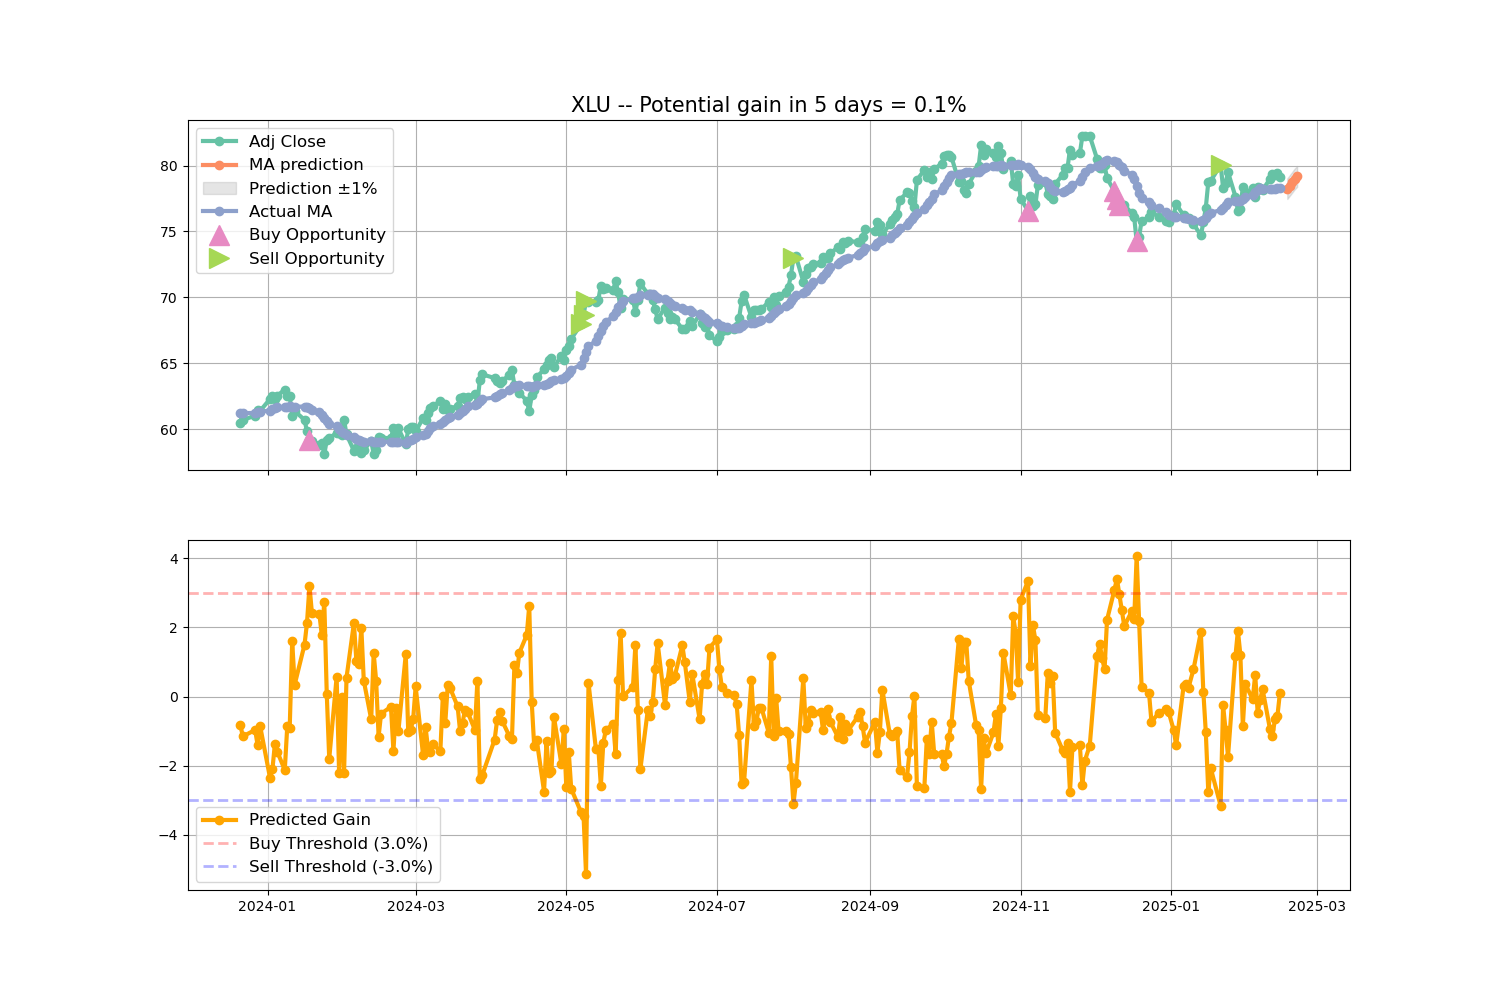 XLU -- Potential gain in 5 days = 0.1%
80
75
70
65
60
Adj Close
MA prediction
Prediction ±1%
Actual MA
Buy Opportunity
Sell Opportunity
4
2
0
−2
−4
Predicted Gain
Buy Threshold (3.0%)
Sell Threshold (-3.0%)
2024-01
2024-03
2024-05
2024-07
2024-09
2024-11
2025-01
2025-03